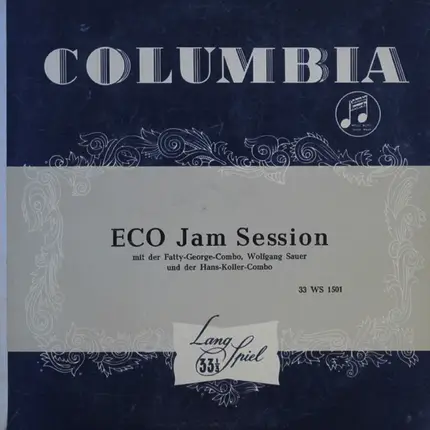 COLUMBIA
ECO Jam Session
mit der Fatty-George-Combo, Wolfgang Sauer
und der Hans-Koller-Combo
33 WS 1501
Lang
33⅓ Spiel